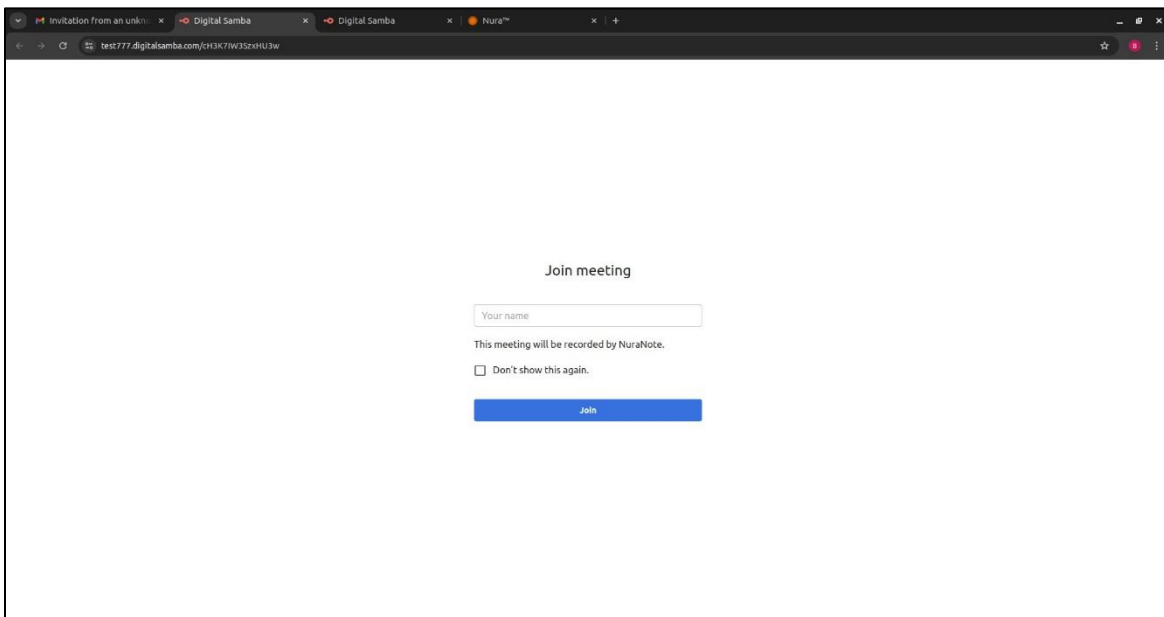 Invitation from an unkn
Digital Samba
Digital Samba
Nura™
test777.digitalsamba.com/cH3K7IW3SzxHU3w
B
Join meeting
Your name
This meeting will be recorded by NuraNote.
Don't show this again.
Join